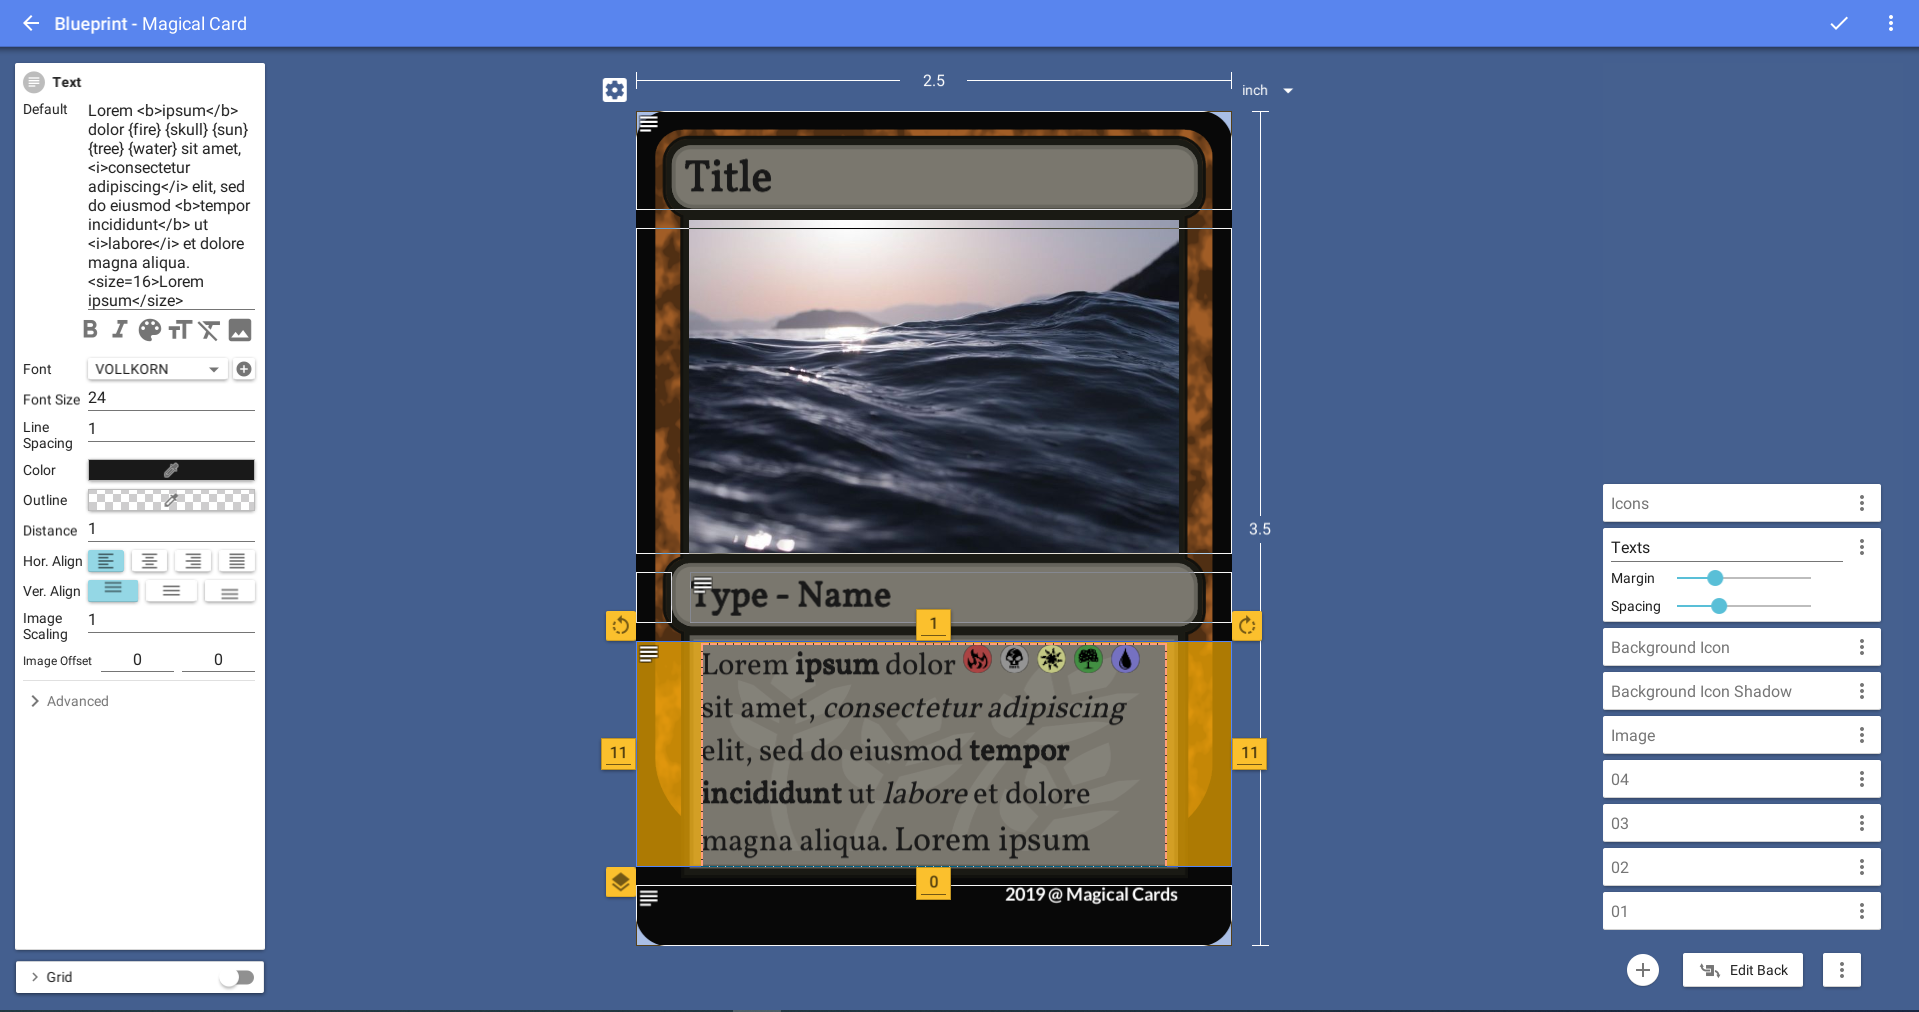 Blueprint - Magical Card
Text
Default
Lorem <b>ipsum</b>
dolor {fire} {skull} {sun}
{tree} {water} sit amet,
<i>consectetur
adipiscing</i> elit, sed
do eiusmod <b>tempor
incididunt</b> ut
<i>labore</i> et dolore
magna aliqua.
<size=16>Lorem
ipsum</size>
Font
VOLLKORN
Font Size
24
Line
Spacing
1
Color
Outline
Distance
1
Hor. Align
Ver. Align
Image
Scaling
1
Image Offset
0
0
Advanced
Grid
2.5
inch
3.5
Title
Type - Name
1
11
11
0
Lorem ipsum dolor
sit amet, consectetur adipiscing
elit, sed do eiusmod tempor
incididunt ut labore et dolore
magna aliqua. Lorem ipsum
2019 @ Magical Cards
Icons
Texts
Margin
Spacing
Background Icon
Background Icon Shadow
Image
04
03
02
01
Edit Back